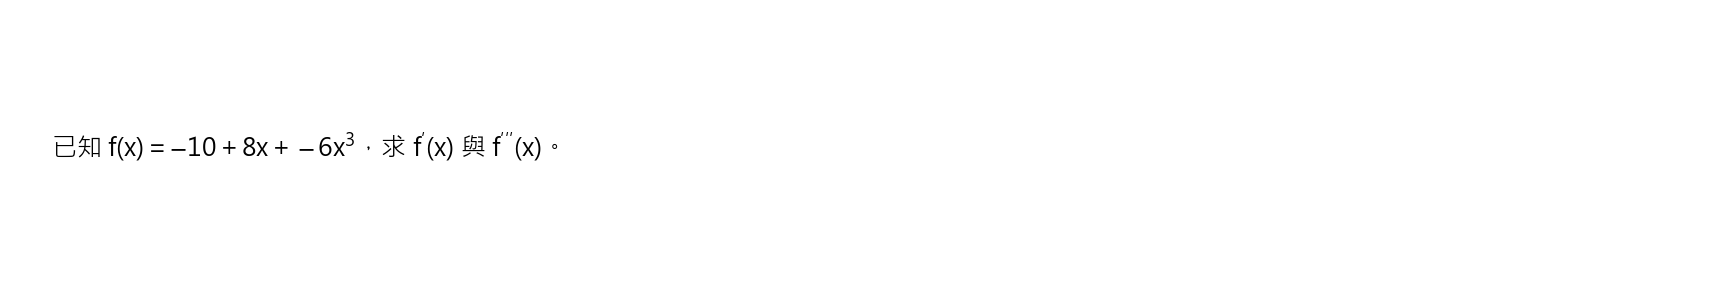 已知 f(x) = –10 + 8x + –6x³，求 f′(x) 與 f′′′(x)。